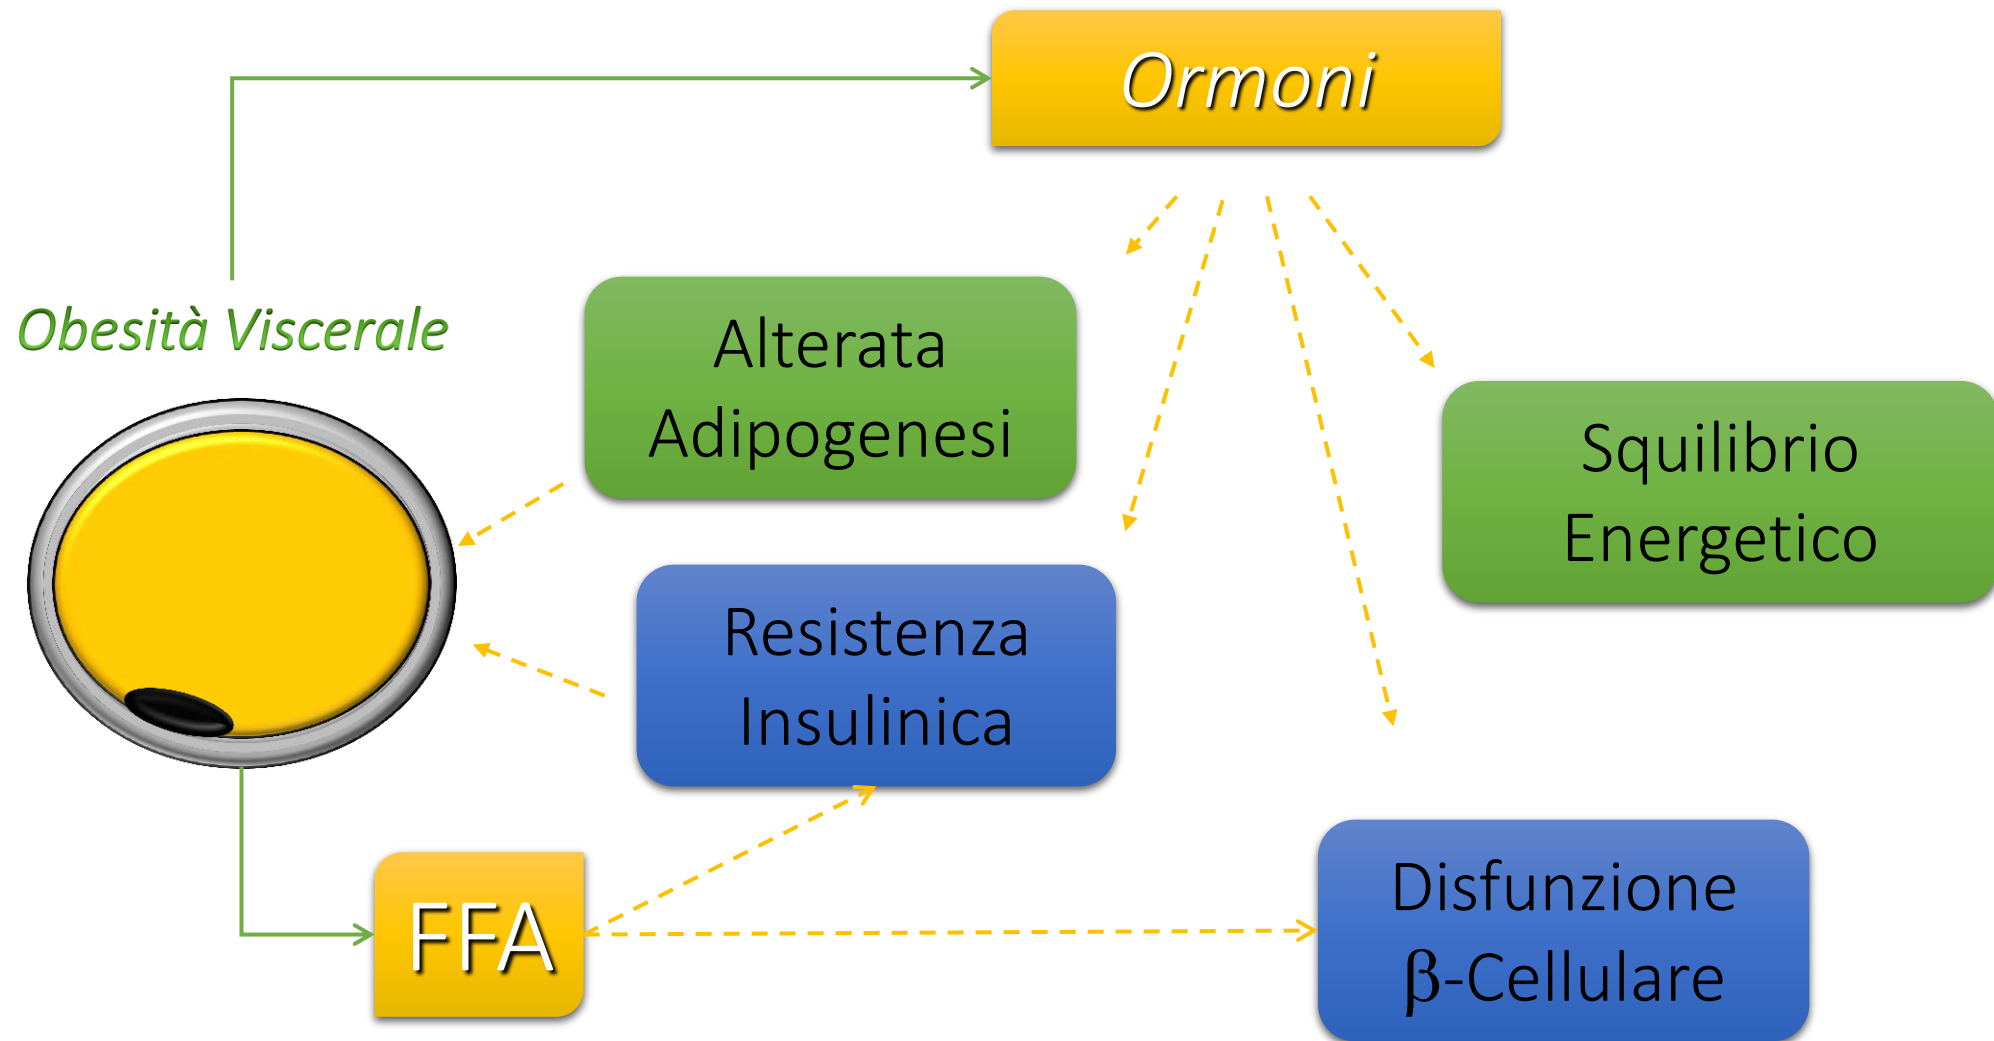 Ormoni
Obesità Viscerale
Alterata
Adipogenesi
Squilibrio
Energetico
Resistenza
Insulinica
Disfunzione
β-Cellulare
FFA